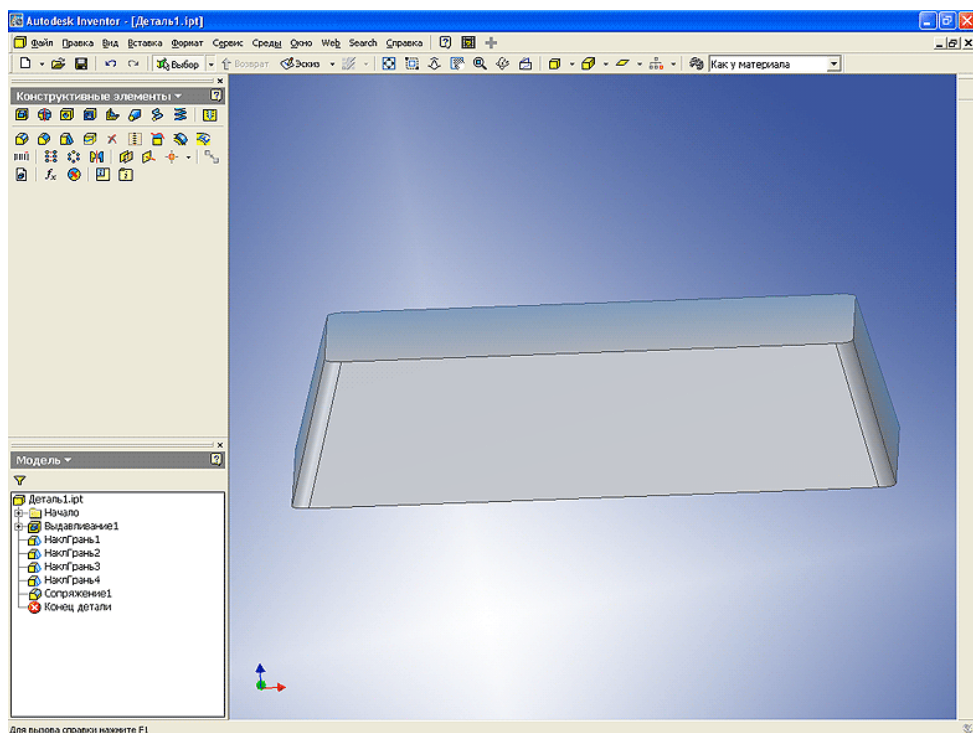 Autodesk Inventor - [Деталь1.ipt]
Файл Правка Вид Вставка Формат Сервис Среды Окно Web Search Справка
Выбор Возврат Эскиз Как у материала
Конструктивные элементы
Модель
Деталь1.ipt
Начало
Выдавливание1
НаклГрань1
НаклГрань2
НаклГрань3
НаклГрань4
Сопряжение1
Конец детали
Для вызова справки нажмите F1